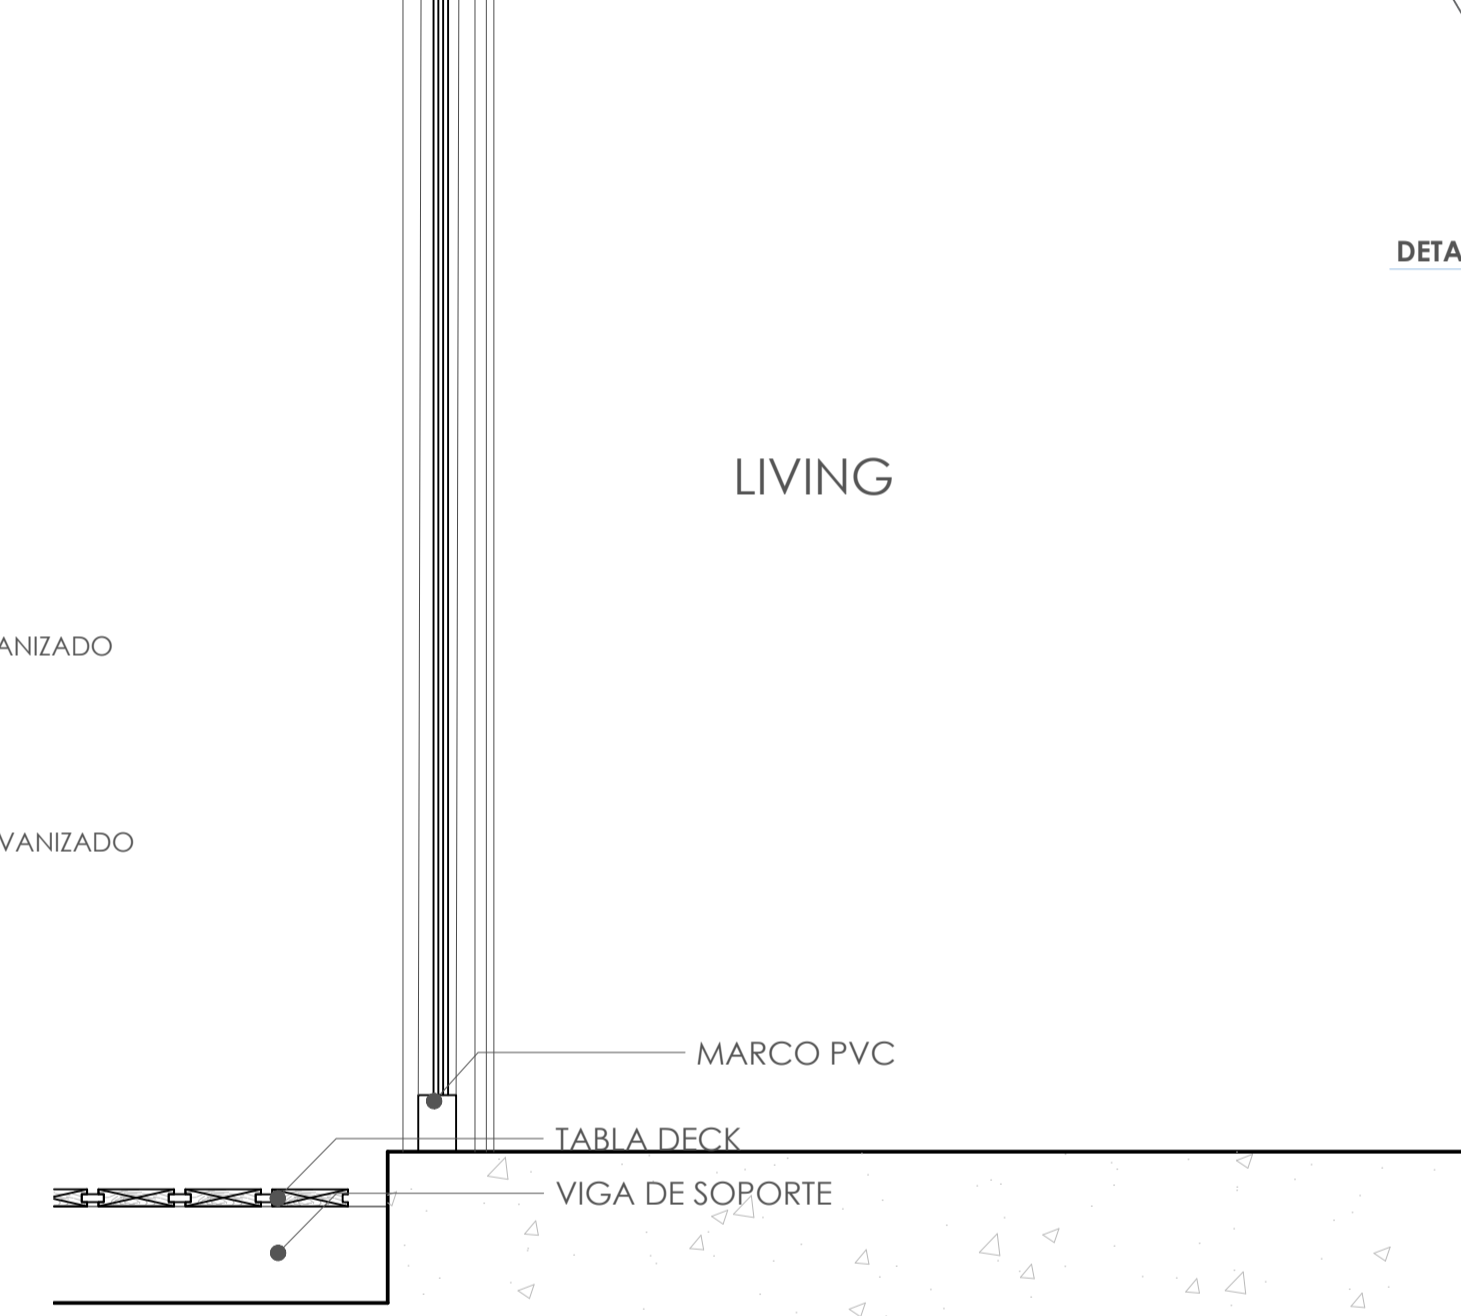 DETA
LIVING
ANIZADO
VANIZADO
MARCO PVC
TABLA DECK
VIGA DE SOPORTE